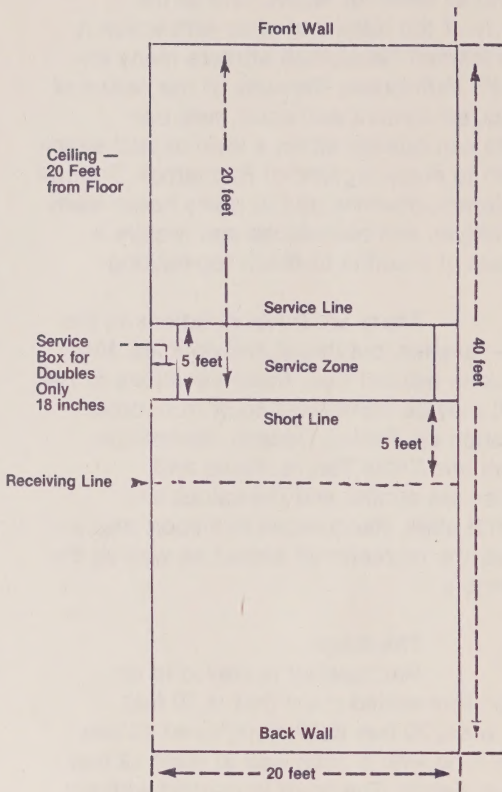 Front Wall
Ceiling —
20 Feet
from Floor
20 feet
40 feet
Service Line
Service
Box for
Doubles
Only
18 inches
5 feet
Service Zone
Short Line
5 feet
Receiving Line
Back Wall
20 feet